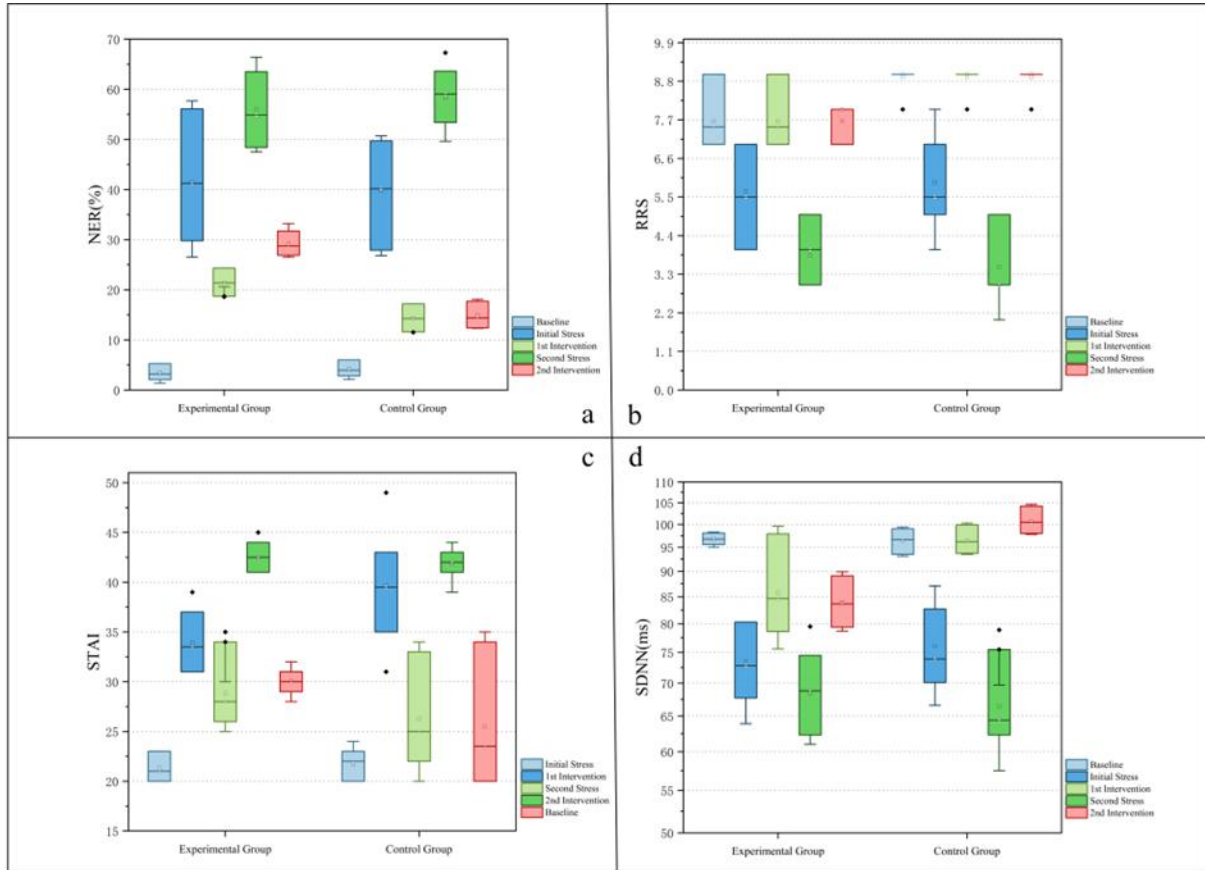 NER(%)
70
60
50
40
30
20
10
0
Experimental Group
Control Group
Baseline
Initial Stress
1st Intervention
Second Stress
2nd Intervention
a
RRS
9.9
8.8
7.7
6.6
5.5
4.4
3.3
2.2
1.1
0.0
Experimental Group
Control Group
Baseline
Initial Stress
1st Intervention
Second Stress
2nd Intervention
b
c
STAI
50
45
40
35
30
25
20
15
Experimental Group
Control Group
Initial Stress
1st Intervention
Second Stress
2nd Intervention
Baseline
d
SDNN(ms)
110
105
100
95
90
85
80
75
70
65
60
55
50
Experimental Group
Control Group
Baseline
Initial Stress
1st Intervention
Second Stress
2nd Intervention